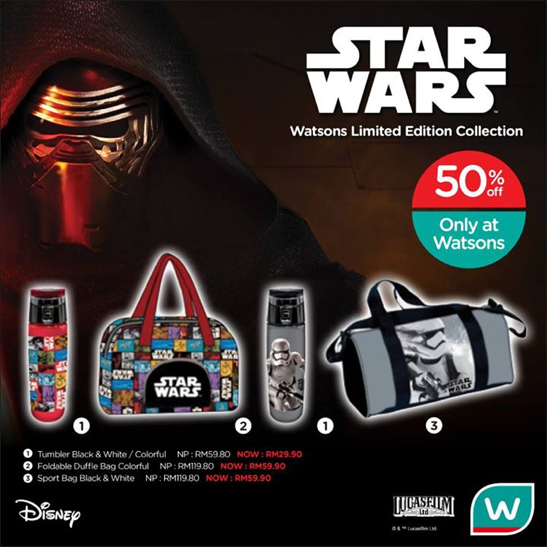 STAR
WARS
Watsons Limited Edition Collection
50%
off
Only at
Watsons
STAR
WARS
STAR
WARS
1
2
1
3
1 Tumbler Black & White / Colorful NP : RM59.80 NOW : RM29.90
2 Foldable Duffle Bag Colorful NP : RM119.80 NOW : RM59.90
3 Sport Bag Black & White NP : RM119.80 NOW : RM59.90
Disney
LUCASFILM
Ltd
© & ™ Lucasfilm Ltd.
W